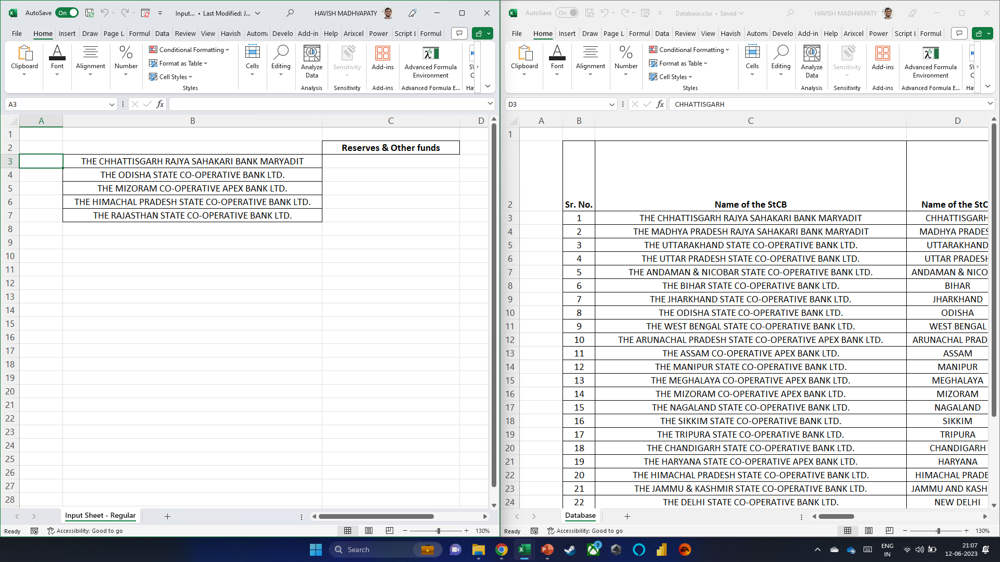 AutoSave On Input... • Last Modified: J... HAVISH MADHVAPATY
File Home Insert Draw Page L Formul Data Review View Havish Automa Develo Add-in Help Arixcel Power Script L Formul
Clipboard Font Alignment Number Conditional Formatting Format as Table Cell Styles Cells Editing Analyze Data Sensitivity Add-ins Advanced Formula Environment
Styles Analysis Sensitivity Add-ins Advanced Formula E... Ha
A3 fx
A B C D
1
2 Reserves & Other funds
3 THE CHHATTISGARH RAJYA SAHAKARI BANK MARYADIT
4 THE ODISHA STATE CO-OPERATIVE BANK LTD.
5 THE MIZORAM CO-OPERATIVE APEX BANK LTD.
6 THE HIMACHAL PRADESH STATE CO-OPERATIVE BANK LTD.
7 THE RAJASTHAN STATE CO-OPERATIVE BANK LTD.
8
9
10
11
12
13
14
15
16
17
18
19
20
21
22
23
24
25
26
27
28
Input Sheet - Regular
Ready Accessibility: Good to go 130%
AutoSave On Database.xlsx • Saved HAVISH MADHVAPATY
File Home Insert Draw Page L Formul Data Review View Havish Automa Develo Add-in Help Arixcel Power Script L Formul
Clipboard Font Alignment Number Conditional Formatting Format as Table Cell Styles Cells Editing Analyze Data Sensitivity Add-ins Advanced Formula Environment
Styles Analysis Sensitivity Add-ins Advanced Formula E... Ha
D3 fx CHHATTISGARH
A B C D
1
2 Sr. No. Name of the StCB Name of the StC
3 1 THE CHHATTISGARH RAJYA SAHAKARI BANK MARYADIT CHHATTISGARH
4 2 THE MADHYA PRADESH RAJYA SAHAKARI BANK MARYADIT MADHYA PRADES
5 3 THE UTTARAKHAND STATE CO-OPERATIVE BANK LTD. UTTARAKHAND
6 4 THE UTTAR PRADESH STATE CO-OPERATIVE BANK LTD. UTTAR PRADESH
7 5 THE ANDAMAN & NICOBAR STATE CO-OPERATIVE BANK LTD. ANDAMAN & NICO
8 6 THE BIHAR STATE CO-OPERATIVE BANK LTD. BIHAR
9 7 THE JHARKHAND STATE CO-OPERATIVE BANK LTD. JHARKHAND
10 8 THE ODISHA STATE CO-OPERATIVE BANK LTD. ODISHA
11 9 THE WEST BENGAL STATE CO-OPERATIVE BANK LTD. WEST BENGAL
12 10 THE ARUNACHAL PRADESH STATE CO-OPERATIVE APEX BANK LTD. ARUNACHAL PRAD
13 11 THE ASSAM CO-OPERATIVE APEX BANK LTD. ASSAM
14 12 THE MANIPUR STATE CO-OPERATIVE BANK LTD. MANIPUR
15 13 THE MEGHALAYA CO-OPERATIVE APEX BANK LTD. MEGHALAYA
16 14 THE MIZORAM CO-OPERATIVE APEX BANK LTD. MIZORAM
17 15 THE NAGALAND STATE CO-OPERATIVE BANK LTD. NAGALAND
18 16 THE SIKKIM STATE CO-OPERATIVE BANK LTD. SIKKIM
19 17 THE TRIPURA STATE CO-OPERATIVE BANK LTD. TRIPURA
20 18 THE CHANDIGARH STATE CO-OPERATIVE BANK LTD. CHANDIGARH
21 19 THE HARYANA STATE CO-OPERATIVE APEX BANK LTD. HARYANA
22 20 THE HIMACHAL PRADESH STATE CO-OPERATIVE BANK LTD. HIMACHAL PRADE
23 21 THE JAMMU & KASHMIR STATE CO-OPERATIVE BANK LTD. JAMMU AND KASH
24 22 THE DELHI STATE CO-OPERATIVE BANK LTD. NEW DELHI
Database
Ready Accessibility: Good to go 130%
Search 9 EA ENG IN 21:07 12-06-2023